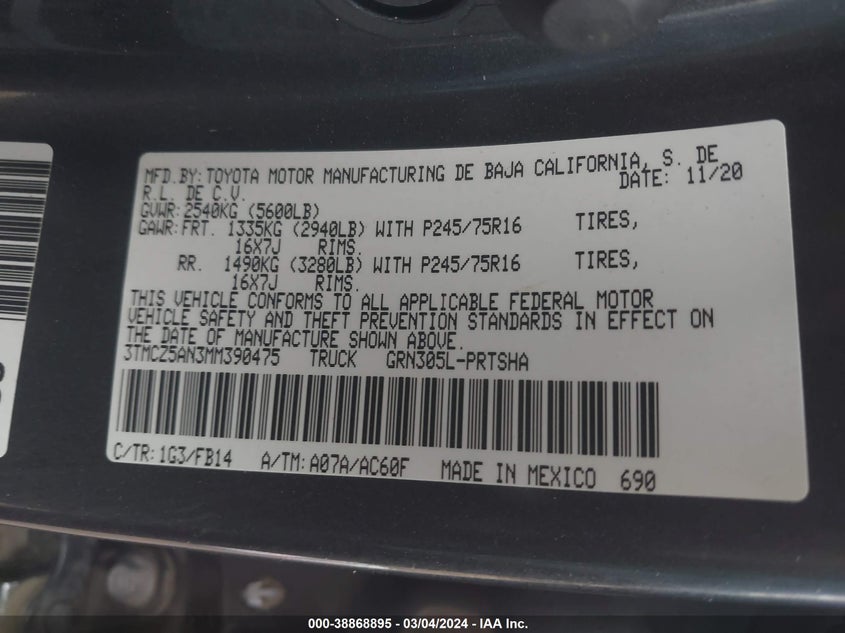 MFD.BY:TOYOTA MOTOR MANUFACTURING DE BAJA CALIFORNIA, S. DE
R.L. DE C.V. DATE: 11/20
GVWR:2540KG (5600LB)
GAWR:FRT. 1335KG (2940LB) WITH P245/75R16 TIRES,
16X7J RIMS.
RR. 1490KG (3280LB) WITH P245/75R16 TIRES,
16X7J RIMS.
THIS VEHICLE CONFORMS TO ALL APPLICABLE FEDERAL MOTOR
VEHICLE SAFETY AND THEFT PREVENTION STANDARDS IN EFFECT ON
THE DATE OF MANUFACTURE SHOWN ABOVE.
3TMCZ5AN3MM390475 TRUCK GRN305L-PRTSHA
C/TR:1G3/FB14 A/TM:A07A/AC60F MADE IN MEXICO 690
000-38868895 - 03/04/2024 - IAA Inc.